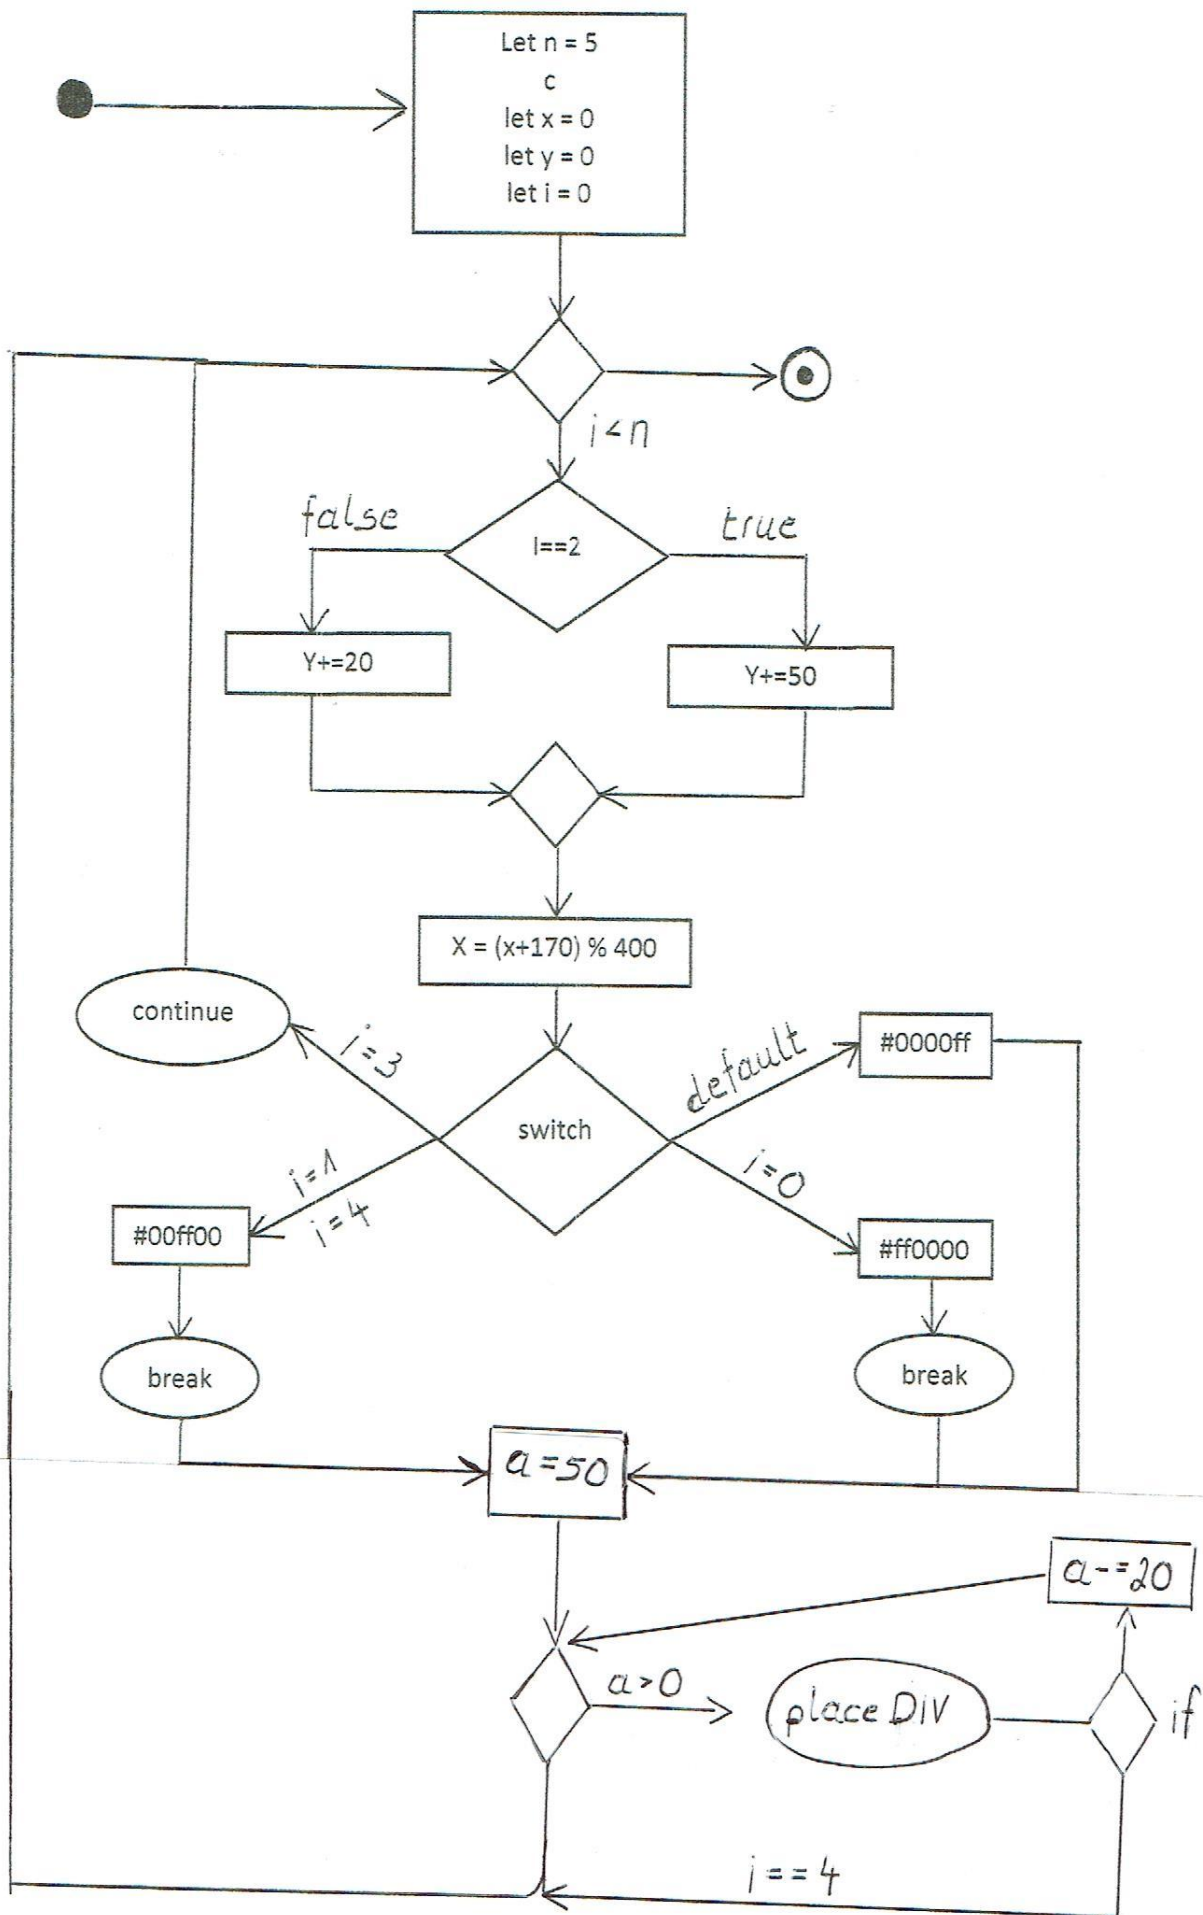 Let n = 5
c
let x = 0
let y = 0
let i = 0
i<n
false
I==2
true
Y+=20
Y+=50
X = (x+170) % 400
continue
i=3
default
#0000ff
switch
i=1
i=4
i=0
#00ff00
#ff0000
break
break
a=50
a-=20
a>0
place DiV
if
i==4